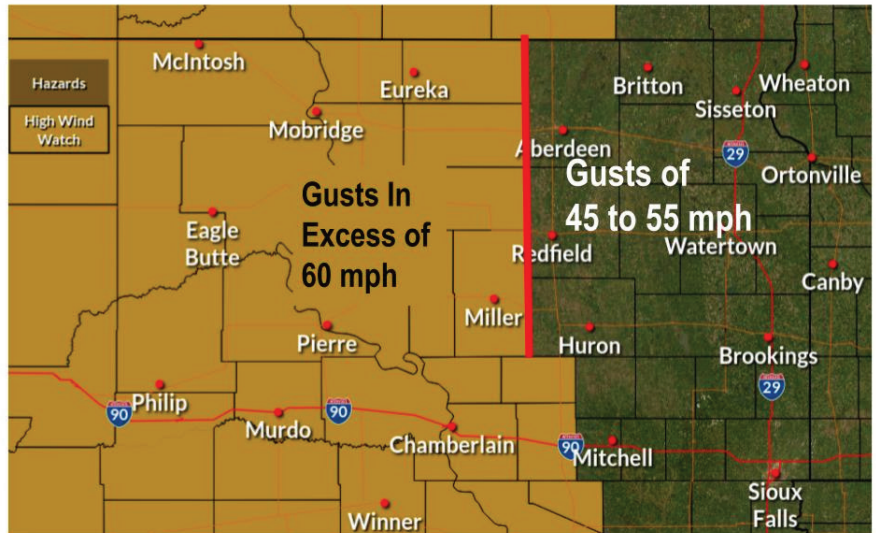 McIntosh
Hazards
High Wind
Watch
Eureka
Mobridge
Britton
Wheaton
Sisseton
29
Aberdeen
Ortonville
Gusts In
Excess of
60 mph
Gusts of
45 to 55 mph
Eagle
Butte
Redfield
Watertown
Canby
Miller
Pierre
Huron
Brookings
29
Philip
90
Murdo
90
Chamberlain
90
Mitchell
Sioux
Falls
Winner